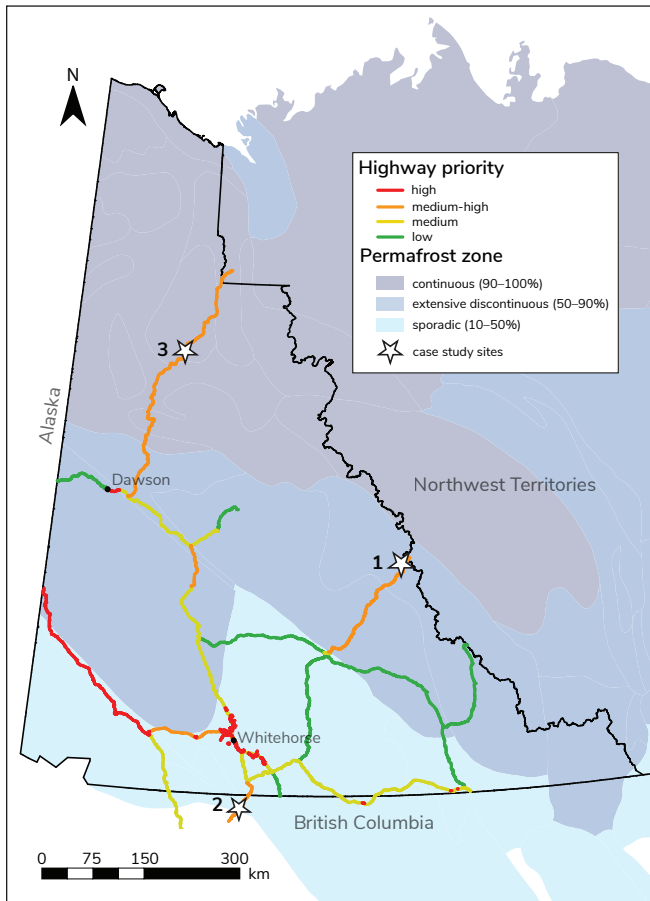 N
Highway priority
high
medium-high
medium
low
Permafrost zone
continuous (90–100%)
extensive discontinuous (50–90%)
sporadic (10–50%)
case study sites
3
Alaska
Dawson
Northwest Territories
1
Whitehorse
2
British Columbia
0 75 150 300
km